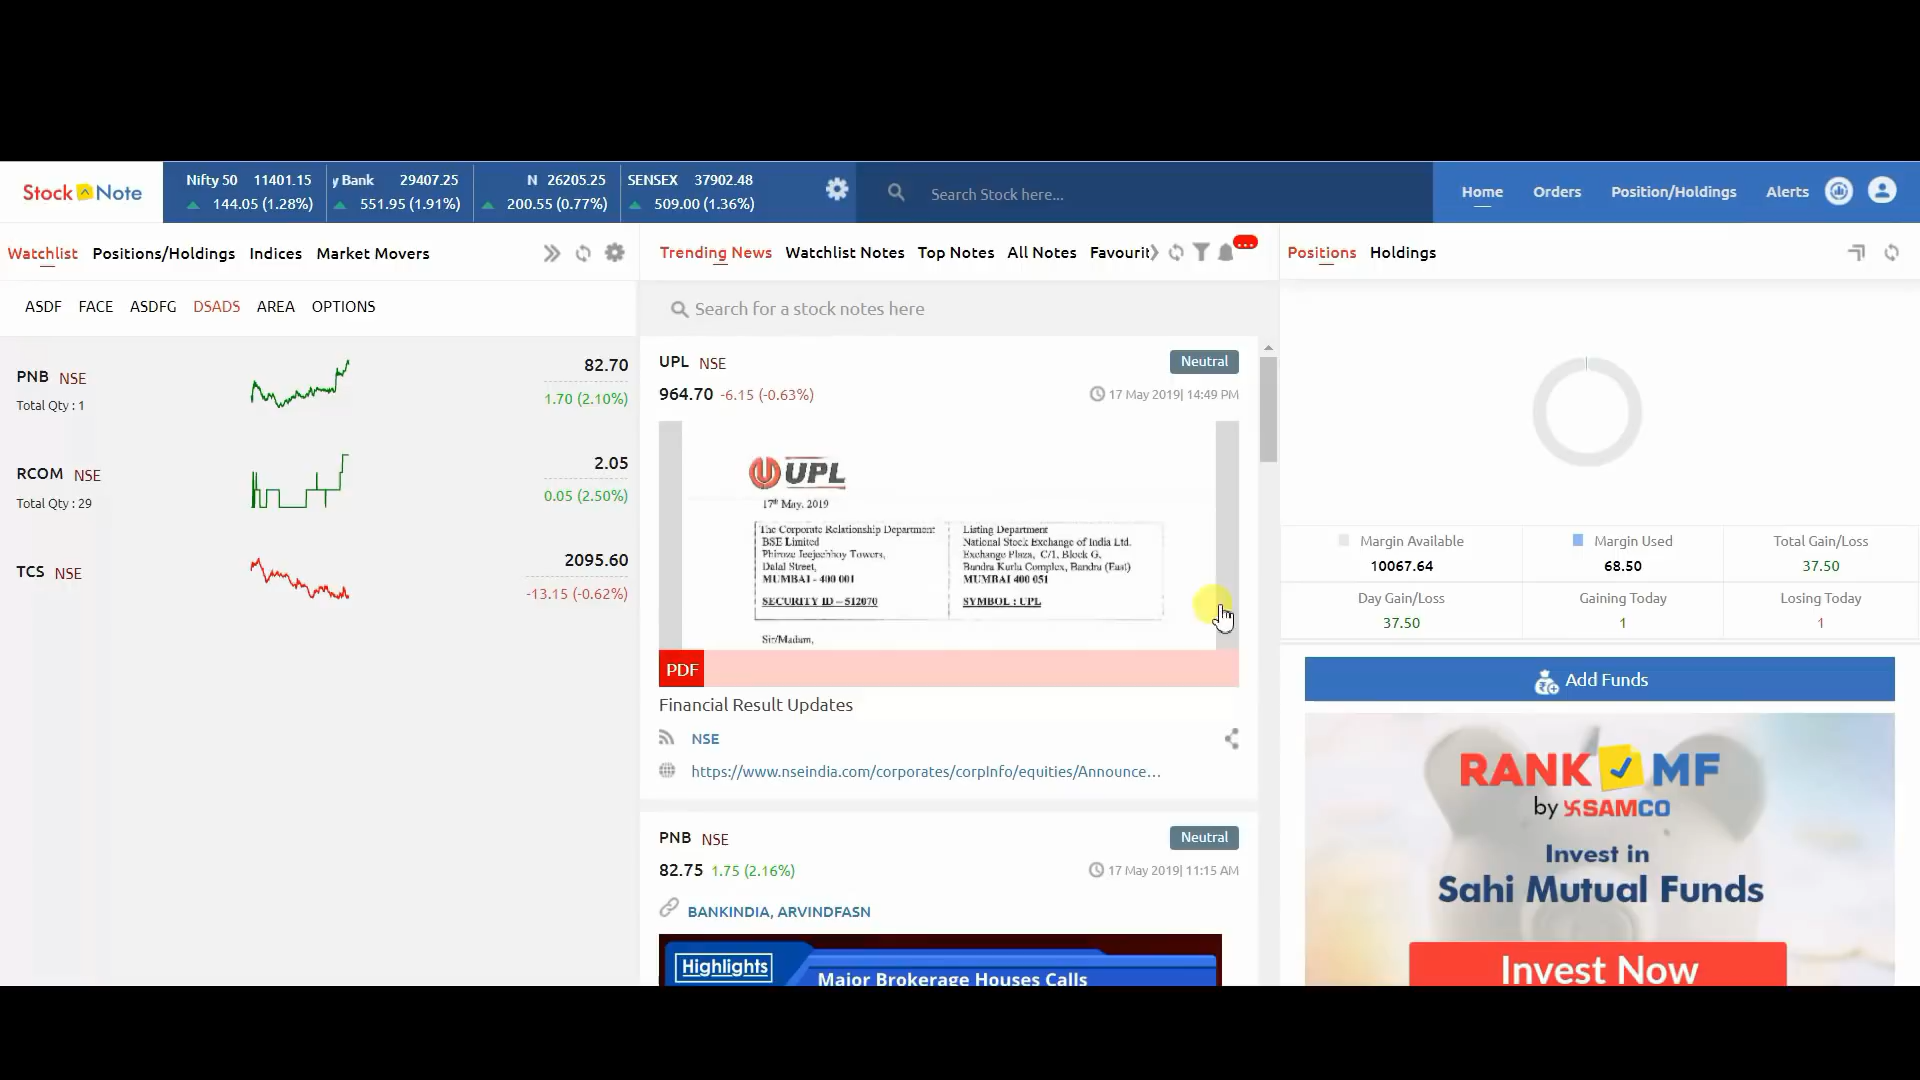 Stock Note
Nifty 50 11401.15
144.05 (1.28%)
y Bank 29407.25
551.95 (1.91%)
N 26205.25
200.55 (0.77%)
SENSEX 37902.48
509.00 (1.36%)
Search Stock here...
Home Orders Position/Holdings Alerts
Watchlist Positions/Holdings Indices Market Movers
ASDF FACE ASDFG DSADS AREA OPTIONS
PNB NSE 82.70
Total Qty : 1 1.70 (2.10%)
RCOM NSE 2.05
Total Qty : 29 0.05 (2.50%)
TCS NSE 2095.60
-13.15 (-0.62%)
Trending News Watchlist Notes Top Notes All Notes Favourit
Search for a stock notes here
UPL NSE Neutral
964.70 -6.15 (-0.63%) 17 May 2019| 14:49 PM
UPL
17th May, 2019
The Corporate Relationship Department
BSE Limited
Phiroze Jeejeebhoy Towers,
Dalal Street,
MUMBAI - 400 001
SECURITY ID – 512070
Listing Department
National Stock Exchange of India Ltd.
Exchange Plaza, C/1, Block G,
Bandra Kurla Complex, Bandra (East)
MUMBAI 400 051
SYMBOL : UPL
Sir/Madam,
PDF
Financial Result Updates
NSE
https://www.nseindia.com/corporates/corpInfo/equities/Announce...
PNB NSE Neutral
82.75 1.75 (2.16%) 17 May 2019| 11:15 AM
BANKINDIA, ARVINDFASN
Highlights
Major Brokerage Houses Calls
Positions Holdings
Margin Available Margin Used Total Gain/Loss
10067.64 68.50 37.50
Day Gain/Loss Gaining Today Losing Today
37.50 1 1
Add Funds
RANK MF
by SAMCO
Invest in
Sahi Mutual Funds
Invest Now